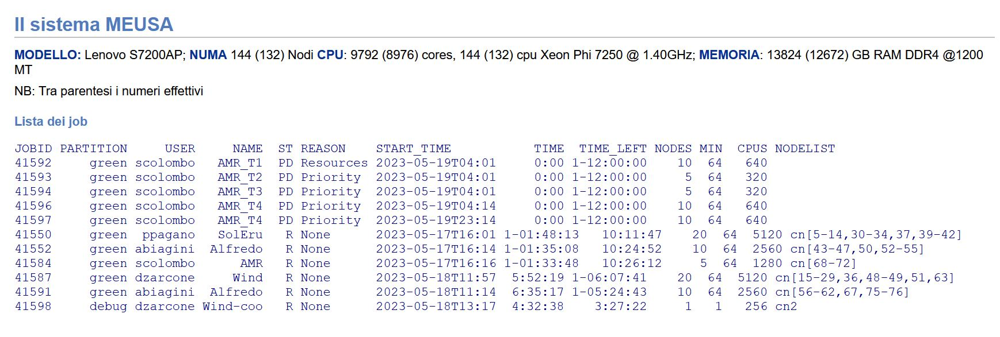 Il sistema MEUSA
MODELLO: Lenovo S7200AP; NUMA 144 (132) Nodi CPU: 9792 (8976) cores, 144 (132) cpu Xeon Phi 7250 @ 1.40GHz; MEMORIA: 13824 (12672) GB RAM DDR4 @1200
MT
NB: Tra parentesi i numeri effettivi
Lista dei job
JOBID PARTITION USER NAME ST REASON START_TIME TIME TIME_LEFT NODES MIN CPUS NODELIST
41592 green scolombo AMR_T1 PD Resources 2023-05-19T04:01 0:00 1-12:00:00 10 64 640
41593 green scolombo AMR_T2 PD Priority 2023-05-19T04:01 0:00 1-12:00:00 5 64 320
41594 green scolombo AMR_T3 PD Priority 2023-05-19T04:01 0:00 1-12:00:00 5 64 320
41596 green scolombo AMR_T4 PD Priority 2023-05-19T04:14 0:00 1-12:00:00 10 64 640
41597 green scolombo AMR_T4 PD Priority 2023-05-19T23:14 0:00 1-12:00:00 10 64 640
41550 green ppagano SolEru R None 2023-05-17T16:01 1-01:48:13 10:11:47 20 64 5120 cn[5-14,30-34,37,39-42]
41552 green abiagini Alfredo R None 2023-05-17T16:14 1-01:35:08 10:24:52 10 64 2560 cn[43-47,50,52-55]
41584 green scolombo AMR R None 2023-05-17T16:16 1-01:33:48 10:26:12 5 64 1280 cn[68-72]
41587 green dzarcone Wind R None 2023-05-18T11:57 5:52:19 1-06:07:41 20 64 5120 cn[15-29,36,48-49,51,63]
41591 green abiagini Alfredo R None 2023-05-18T11:14 6:35:17 1-05:24:43 10 64 2560 cn[56-62,67,75-76]
41598 debug dzarcone Wind-coo R None 2023-05-18T13:17 4:32:38 3:27:22 1 1 256 cn2